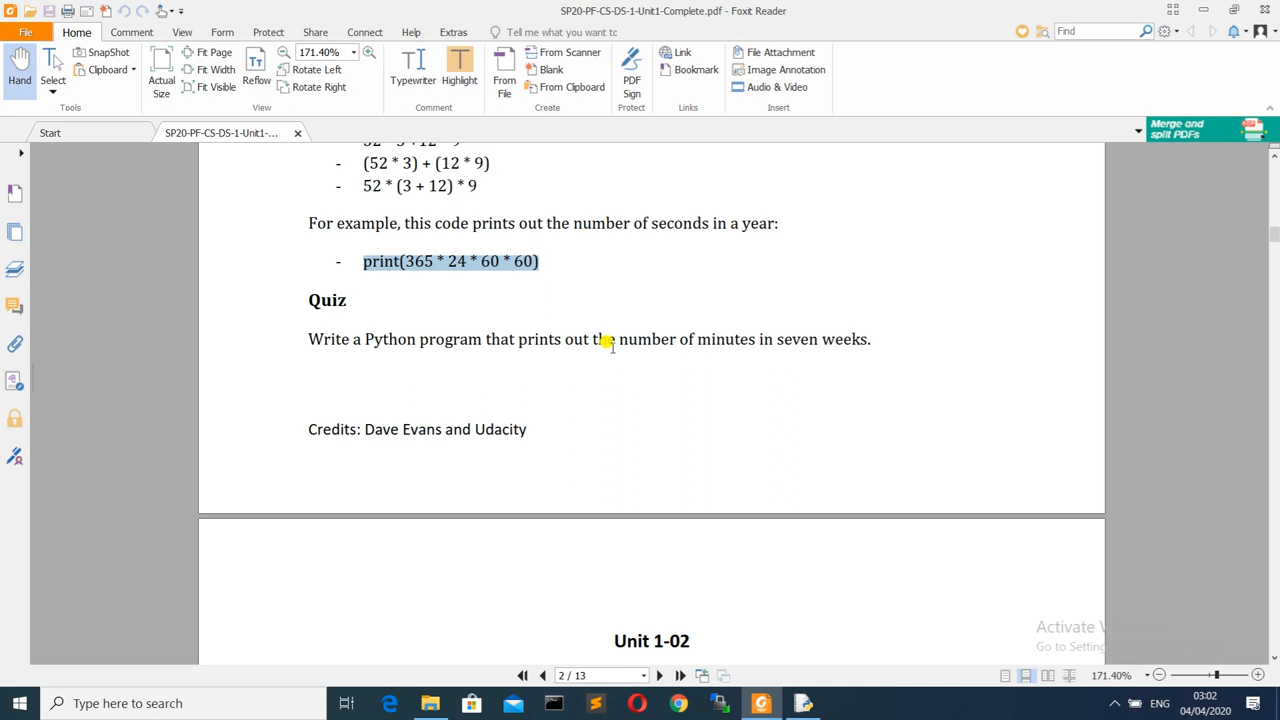 SP20-PF-CS-DS-1-Unit1-Complete.pdf - Foxit Reader
File Home Comment View Form Protect Share Connect Help Extras Tell me what you want to do Find
Hand
Select
SnapShot
Clipboard
Tools
Actual Size
Reflow
Fit Page
Fit Width
Fit Visible
171.40%
Rotate Left
Rotate Right
View
Typewriter
Highlight
Comment
From File
From Scanner
Blank
From Clipboard
Create
PDF Sign
Protect
Link
Bookmark
Links
File Attachment
Image Annotation
Audio & Video
Insert
Start
SP20-PF-CS-DS-1-Unit1-...
Merge and split PDFs
- (52 * 3) + (12 * 9)
- 52 * (3 + 12) * 9
For example, this code prints out the number of seconds in a year:
- print(365 * 24 * 60 * 60)
Quiz
Write a Python program that prints out the number of minutes in seven weeks.
Credits: Dave Evans and Udacity
Unit 1-02
Activate
Go to Setting
2 / 13
171.40%
Type here to search
ENG
03:02
04/04/2020